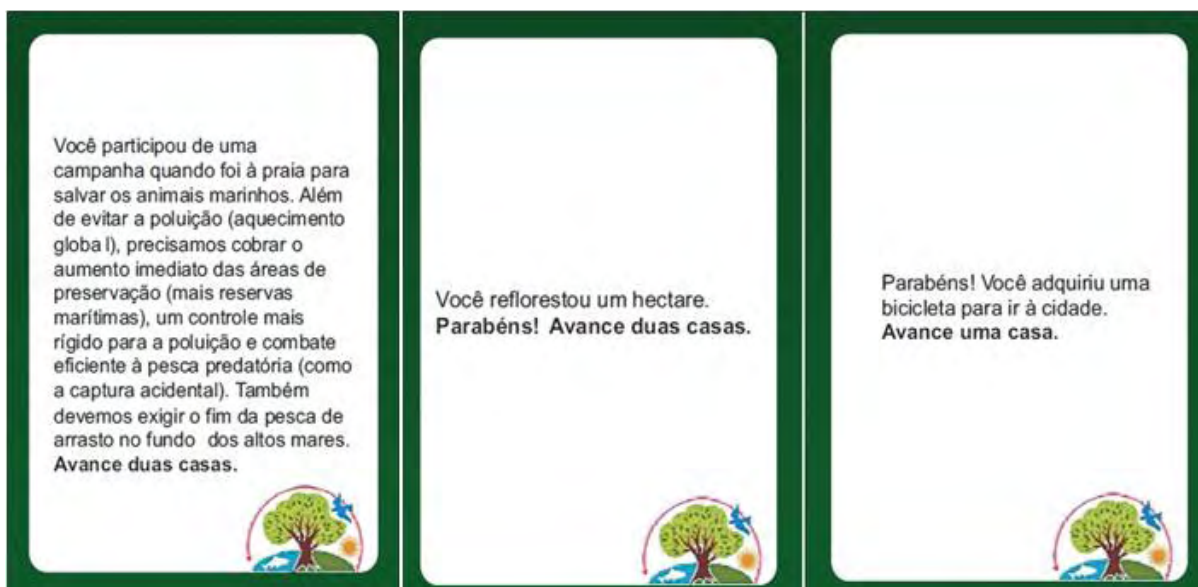 Você participou de uma
campanha quando foi à praia para
salvar os animais marinhos. Além
de evitar a poluição (aquecimento
globa l), precisamos cobrar o
aumento imediato das áreas de
preservação (mais reservas
marítimas), um controle mais
rígido para a poluição e combate
eficiente à pesca predatória (como
a captura acidental). Também
devemos exigir o fim da pesca de
arrasto no fundo dos altos mares.
Avance duas casas.
Você reflorestou um hectare.
Parabéns! Avance duas casas.
Parabéns! Você adquiriu uma
bicicleta para ir à cidade.
Avance uma casa.